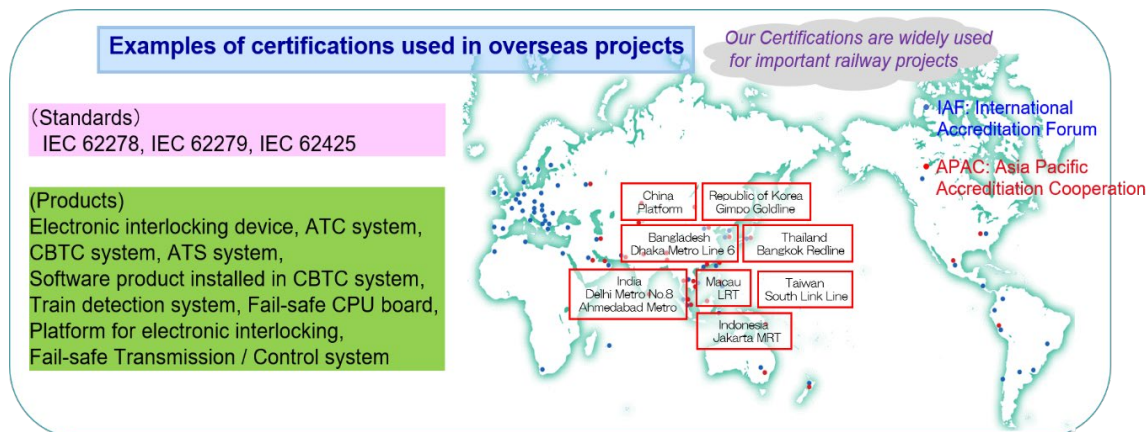 Examples of certifications used in overseas projects
Our Certifications are widely used
for important railway projects
(Standards)
IEC 62278, IEC 62279, IEC 62425
(Products)
Electronic interlocking device, ATC system,
CBTC system, ATS system,
Software product installed in CBTC system,
Train detection system, Fail-safe CPU board,
Platform for electronic interlocking,
Fail-safe Transmission / Control system
IAF: International
Accreditation Forum
APAC: Asia Pacific
Accreditiation Cooperation
China
Platform
Republic of Korea
Gimpo Goldline
Bangladesh
Dhaka Metro Line 6
Thailand
Bangkok Redline
India
Delhi Metro No.8
Ahmedabad Metro
Macau
LRT
Taiwan
South Link Line
Indonesia
Jakarta MRT